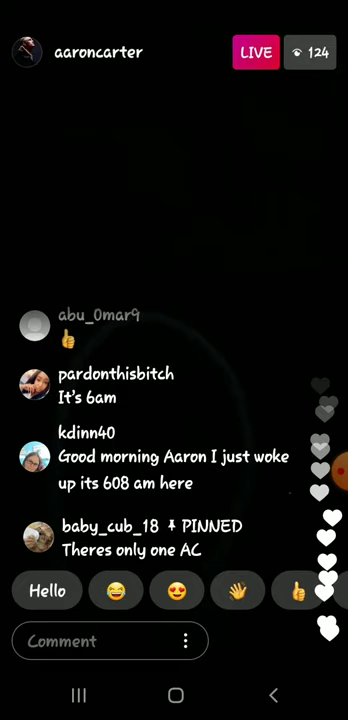 aaroncarter
LIVE
124
abu_0mar9
👍
pardonthisbitch
It's 6am
kdinn40
Good morning Aaron I just woke
up its 608 am here
baby_cub_18 📌 PINNED
Theres only one AC
Hello 😂 😍 👋 👍
Comment